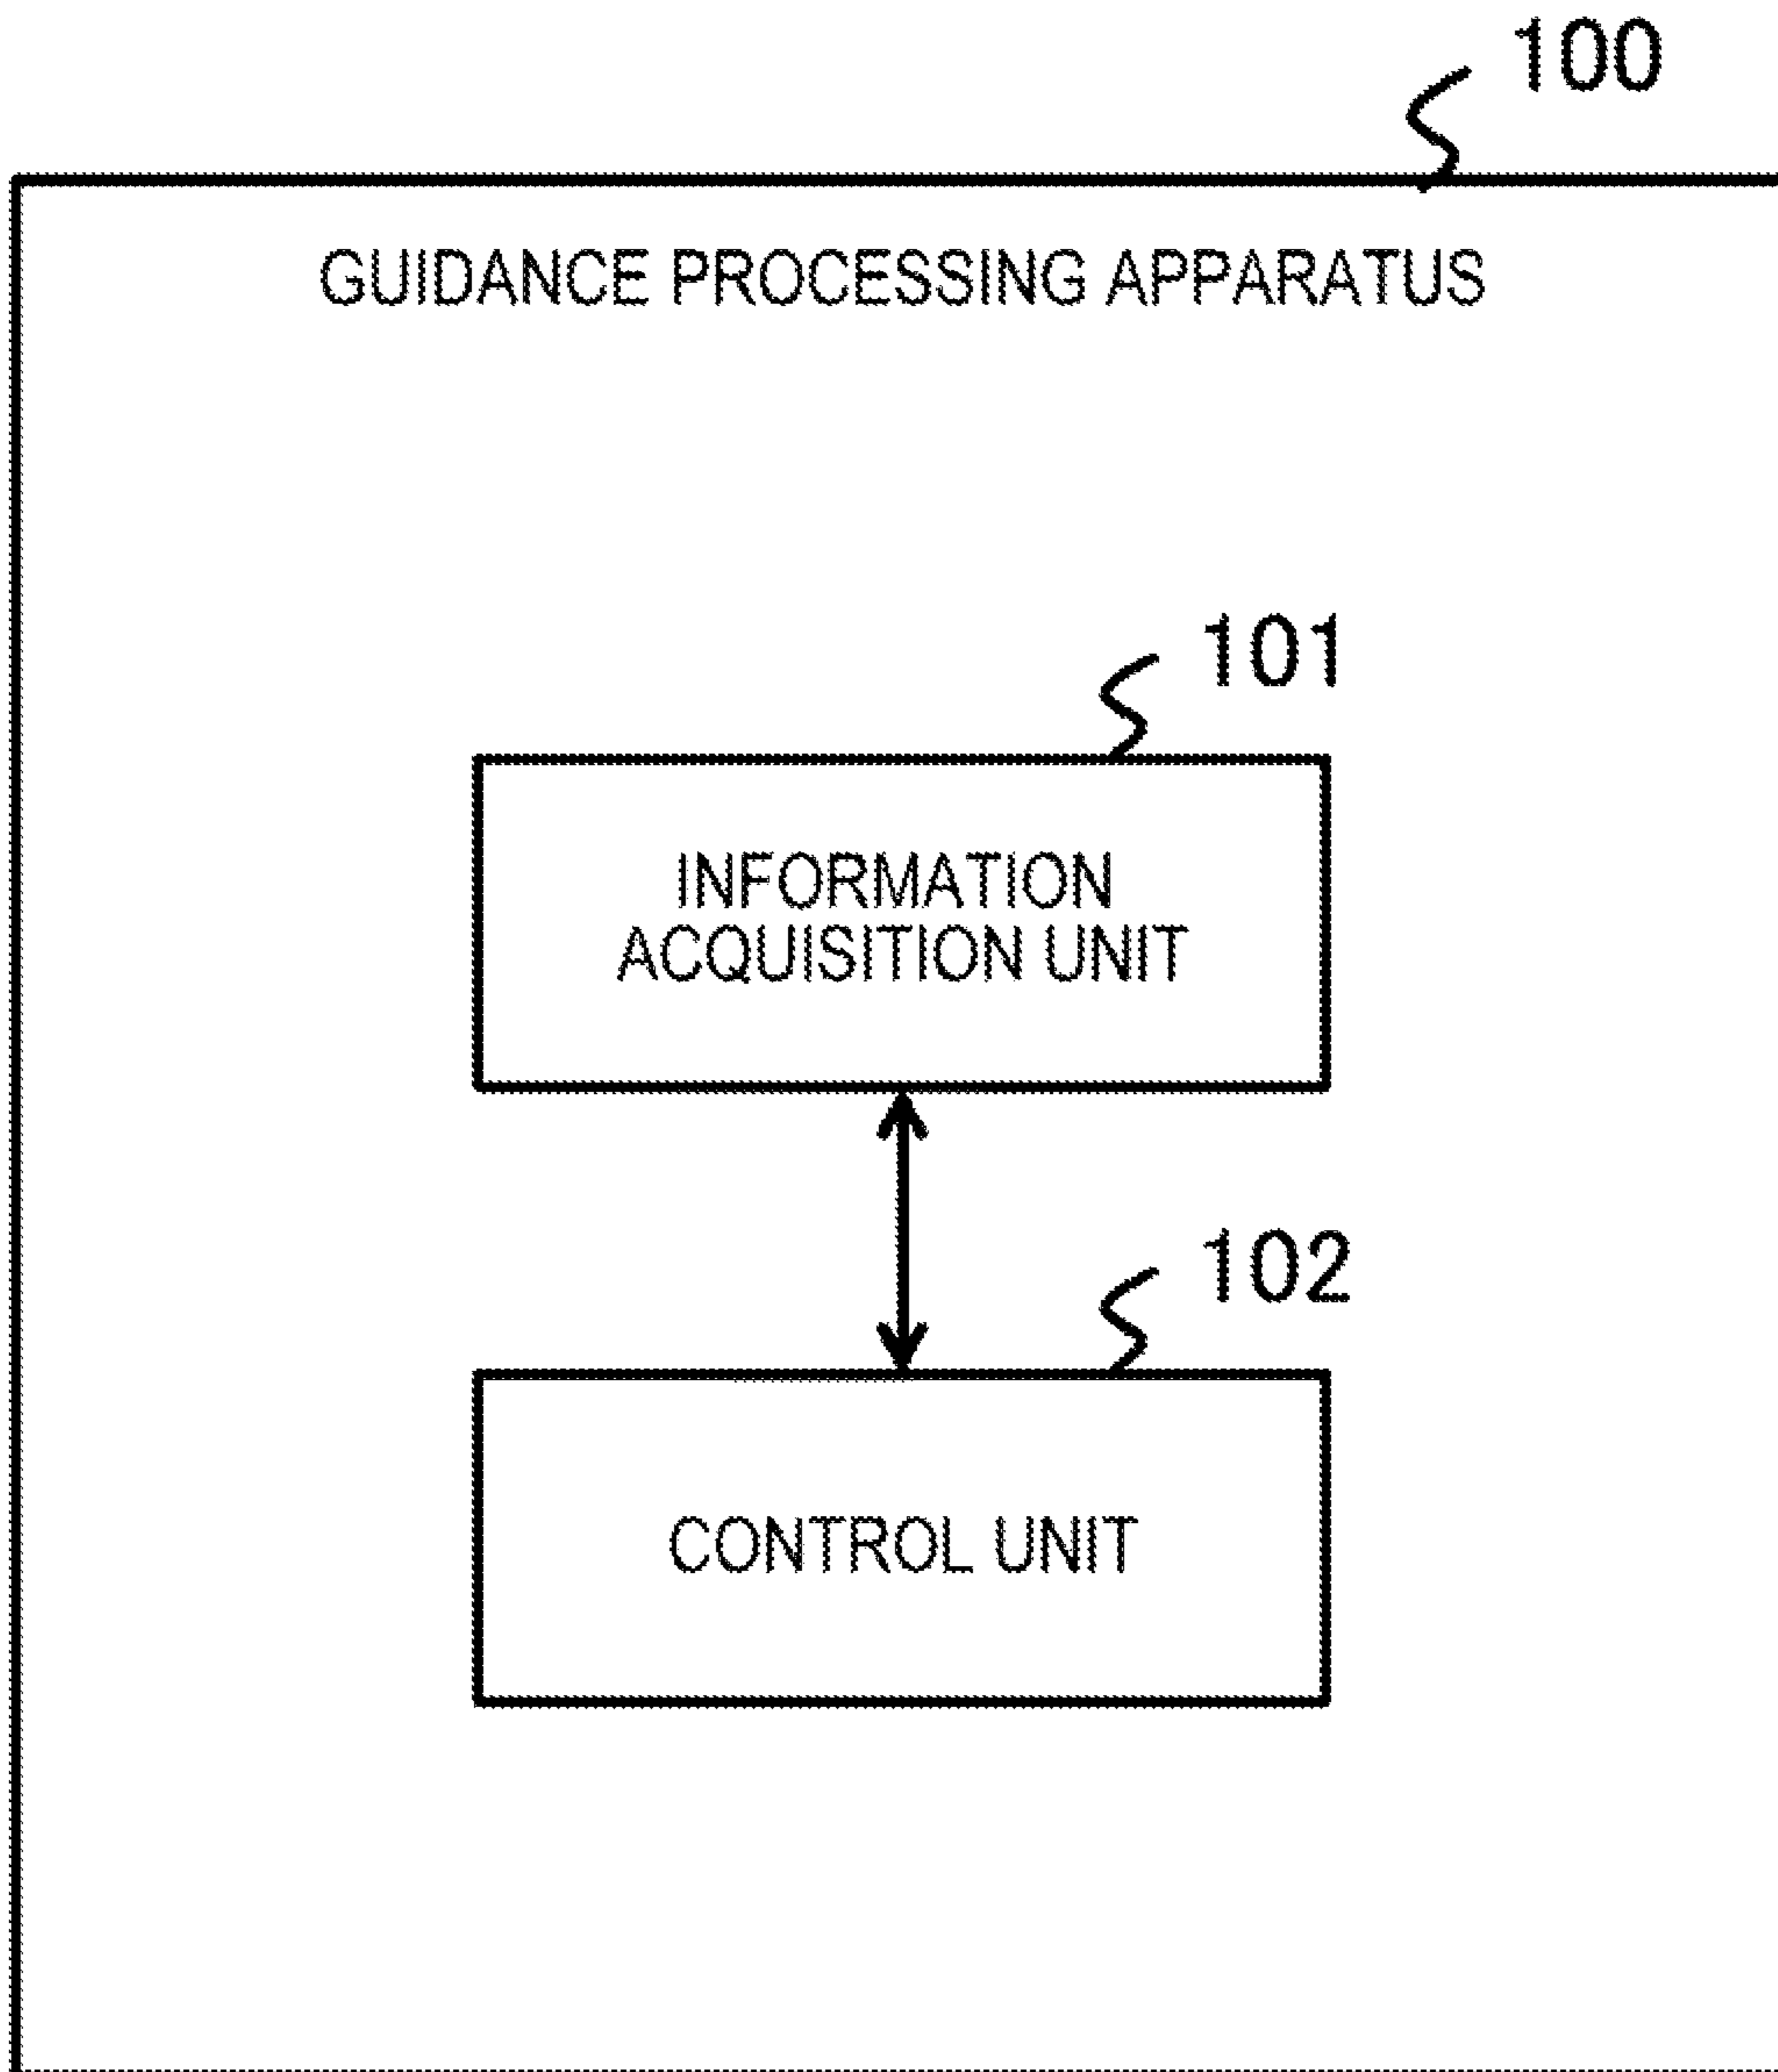 100
GUIDANCE PROCESSING APPARATUS
101
INFORMATION
ACQUISITION UNIT
102
CONTROL UNIT